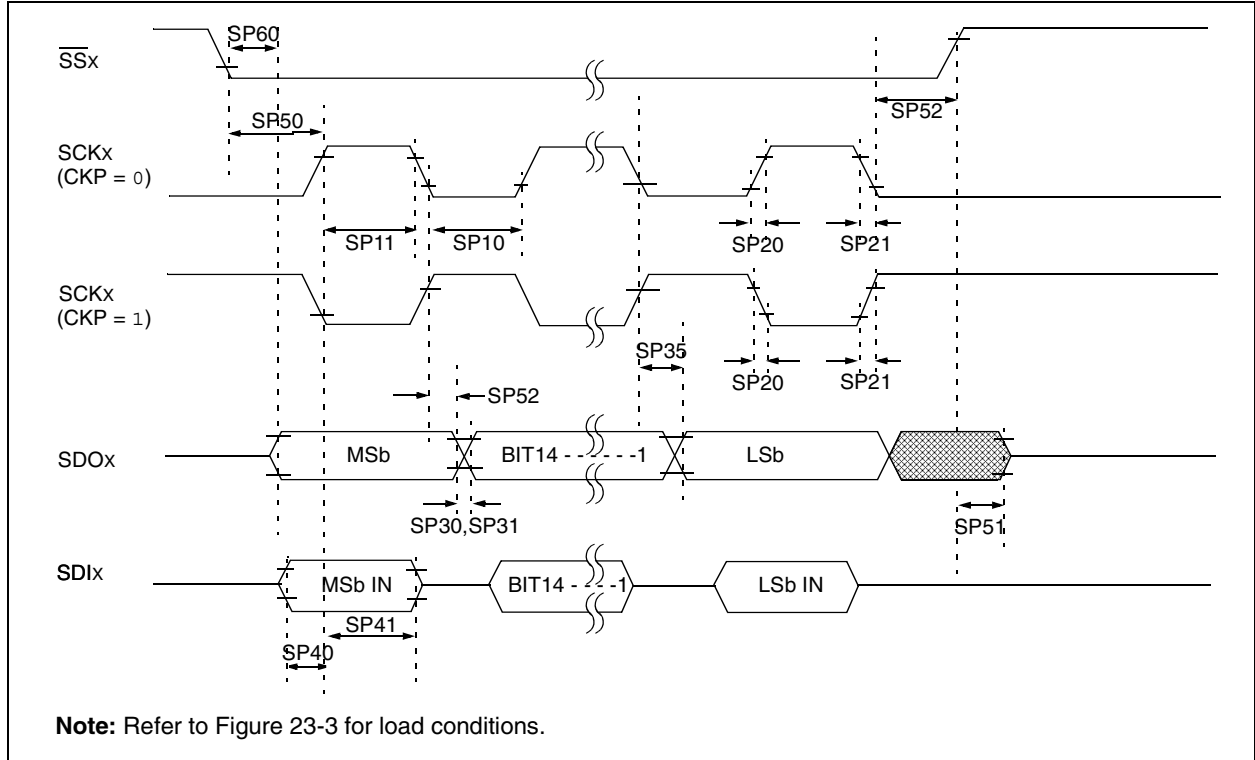 SP60
SSx
SP52
SP50
SCKx
(CKP = 0)
SP11
SP10
SP20
SP21
SCKx
(CKP = 1)
SP35
SP20
SP21
SP52
SDOx
MSb
BIT14 - - - - - -1
LSb
SP30,SP31
SP51
SDIx
MSb IN
BIT14 - - - -1
LSb IN
SP41
SP40
Note: Refer to Figure 23-3 for load conditions.